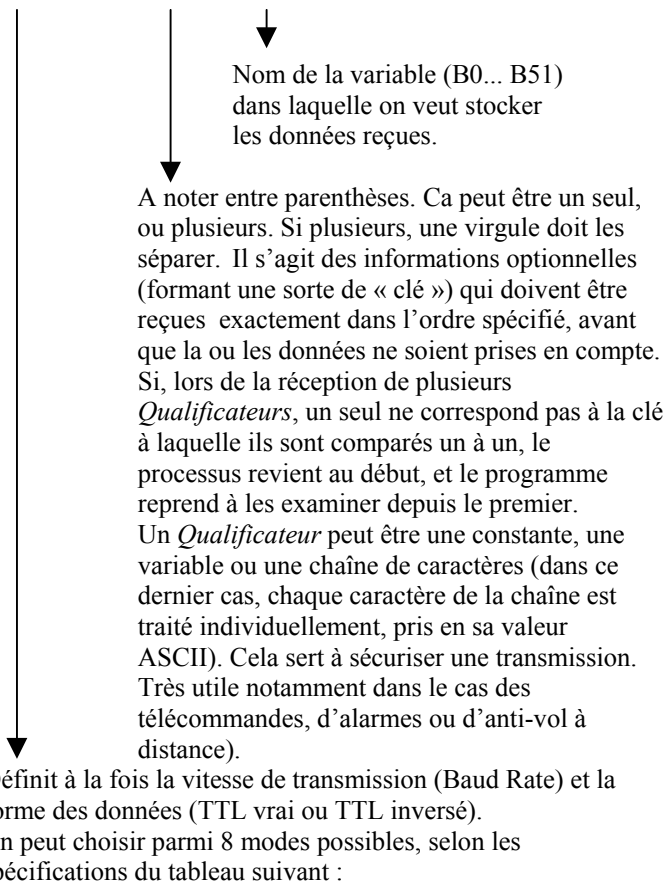 Nom de la variable (B0... B51)
dans laquelle on veut stocker
les données reçues.
A noter entre parenthèses. Ca peut être un seul,
ou plusieurs. Si plusieurs, une virgule doit les
séparer. Il s’agit des informations optionnelles
(formant une sorte de « clé ») qui doivent être
reçues exactement dans l’ordre spécifié, avant
que la ou les données ne soient prises en compte.
Si, lors de la réception de plusieurs
Qualificateurs, un seul ne correspond pas à la clé
à laquelle ils sont comparés un à un, le
processus revient au début, et le programme
reprend à les examiner depuis le premier.
Un Qualificateur peut être une constante, une
variable ou une chaîne de caractères (dans ce
dernier cas, chaque caractère de la chaîne est
traité individuellement, pris en sa valeur
ASCII). Cela sert à sécuriser une transmission.
Très utile notamment dans le cas des
télécommandes, d’alarmes ou d’anti-vol à
distance).
éfinit à la fois la vitesse de transmission (Baud Rate) et la
orme des données (TTL vrai ou TTL inversé).
n peut choisir parmi 8 modes possibles, selon les
pécifications du tableau suivant :